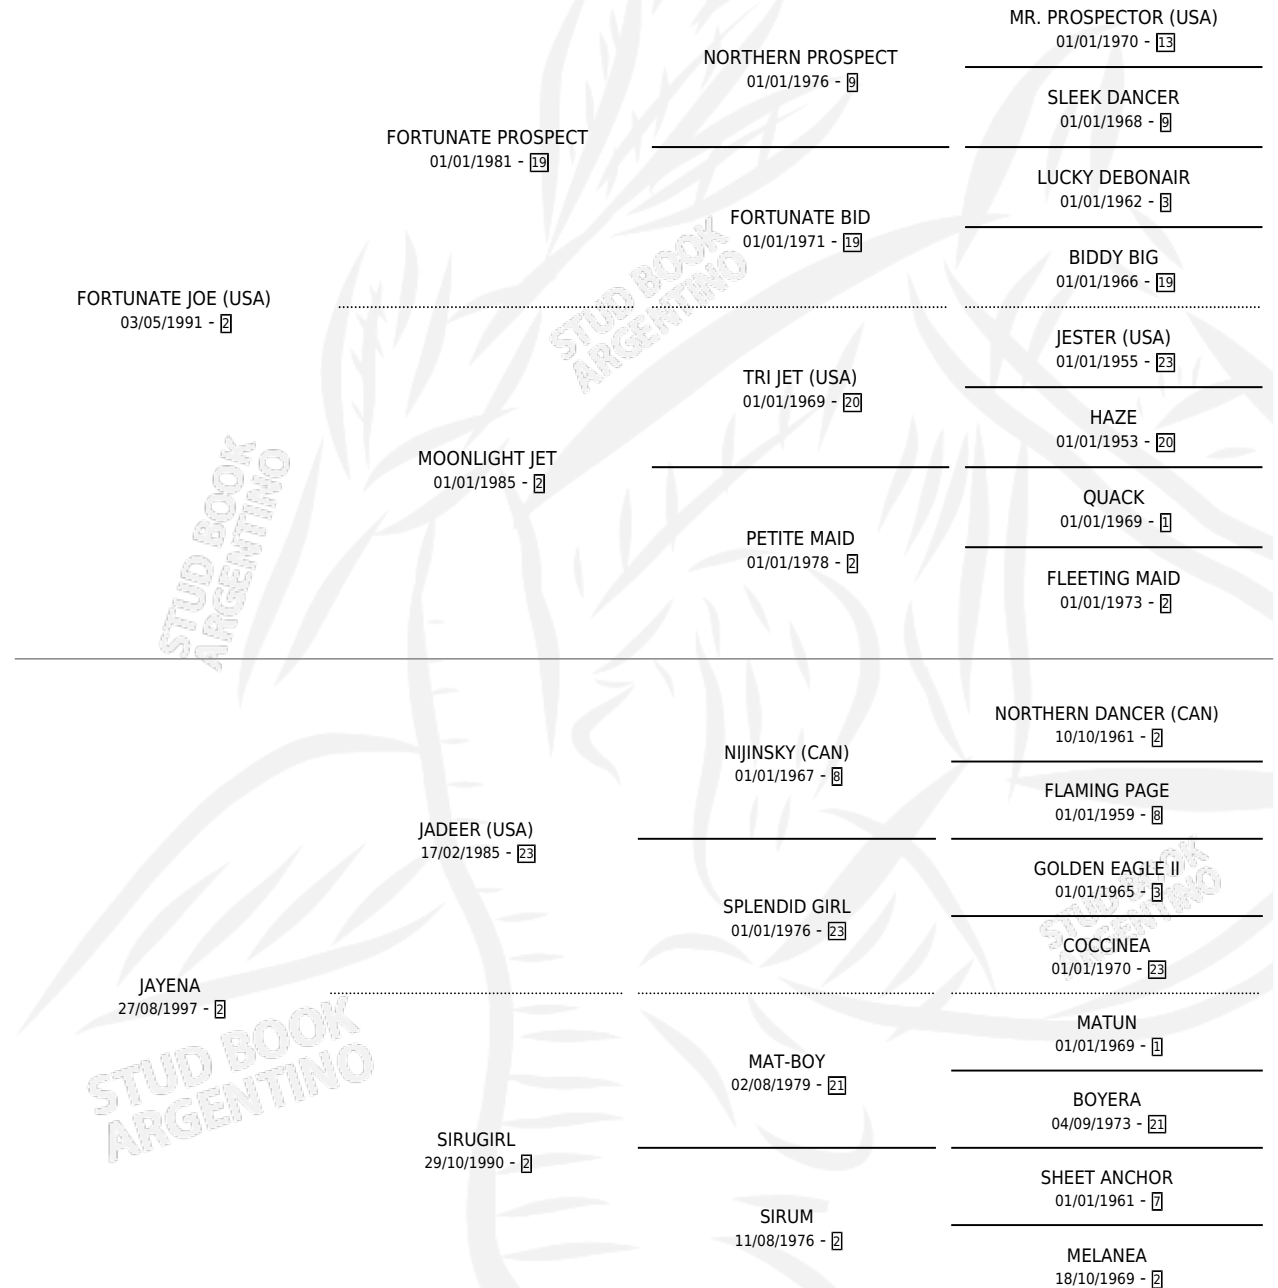 MR. PROSPECTOR (USA)
01/01/1970 - 13
NORTHERN PROSPECT
01/01/1976 - 9
SLEEK DANCER
01/01/1968 - 9
FORTUNATE PROSPECT
01/01/1981 - 19
LUCKY DEBONAIR
01/01/1962 - 3
FORTUNATE BID
01/01/1971 - 19
BIDDY BIG
01/01/1966 - 19
FORTUNATE JOE (USA)
03/05/1991 - 2
JESTER (USA)
01/01/1955 - 23
TRI JET (USA)
01/01/1969 - 20
HAZE
01/01/1953 - 20
MOONLIGHT JET
01/01/1985 - 2
QUACK
01/01/1969 - 1
PETITE MAID
01/01/1978 - 2
FLEETING MAID
01/01/1973 - 2
NORTHERN DANCER (CAN)
10/10/1961 - 2
NIJINSKY (CAN)
01/01/1967 - 8
FLAMING PAGE
01/01/1959 - 8
JADEER (USA)
17/02/1985 - 23
GOLDEN EAGLE II
01/01/1965 - 3
SPLENDID GIRL
01/01/1976 - 23
COCCINEA
01/01/1970 - 23
JAYENA
27/08/1997 - 2
MATUN
01/01/1969 - 1
MAT-BOY
02/08/1979 - 21
BOYERA
04/09/1973 - 21
SIRUGIRL
29/10/1990 - 2
SHEET ANCHOR
01/01/1961 - 7
SIRUM
11/08/1976 - 2
MELANEA
18/10/1969 - 2
STUD BOOK
ARGENTINO
STUD BOOK
ARGENTINO
STUD BOOK
ARGENTINO
STUD BOOK
ARGENTINO